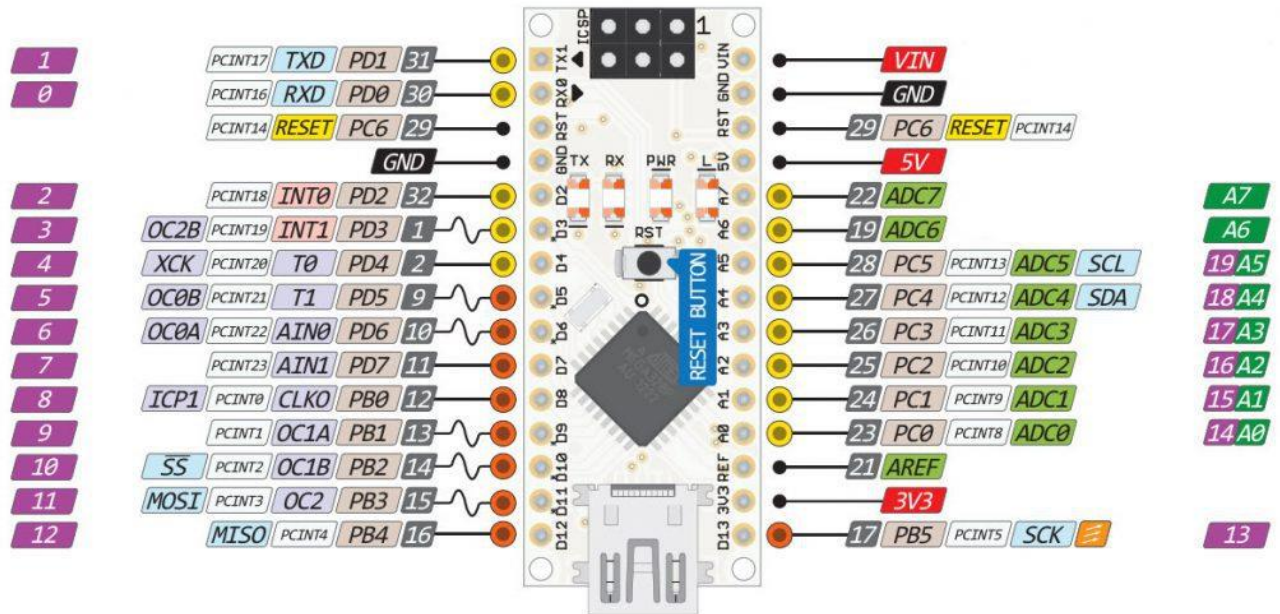 ICSP 1
1 PCINT17 TXD PD1 31 TX1 VIN VIN
0 PCINT16 RXD PD0 30 RX0 GND GND
PCINT14 RESET PC6 29 RST RST 29 PC6 RESET PCINT14
GND GND 5V 5V
TX RX PWR L
2 PCINT18 INT0 PD2 32 D2 A7 22 ADC7 A7
3 OC2B PCINT19 INT1 PD3 1 *D3 A6 19 ADC6 A6
RST
4 XCK PCINT20 T0 PD4 2 D4 A5 28 PC5 PCINT13 ADC5 SCL 19 A5
5 OC0B PCINT21 T1 PD5 9 *D5 A4 27 PC4 PCINT12 ADC4 SDA 18 A4
RESET BUTTON
6 OC0A PCINT22 AIN0 PD6 10 *D6 A3 26 PC3 PCINT11 ADC3 17 A3
7 PCINT23 AIN1 PD7 11 D7 A2 25 PC2 PCINT10 ADC2 16 A2
8 ICP1 PCINT0 CLKO PB0 12 D8 A1 24 PC1 PCINT9 ADC1 15 A1
9 PCINT1 OC1A PB1 13 *D9 A0 23 PC0 PCINT8 ADC0 14 A0
10 SS PCINT2 OC1B PB2 14 *D10 REF 21 AREF
11 MOSI PCINT3 OC2 PB3 15 *D11 3V3 3V3
12 MISO PCINT4 PB4 16 D12 D13 17 PB5 PCINT5 SCK 13